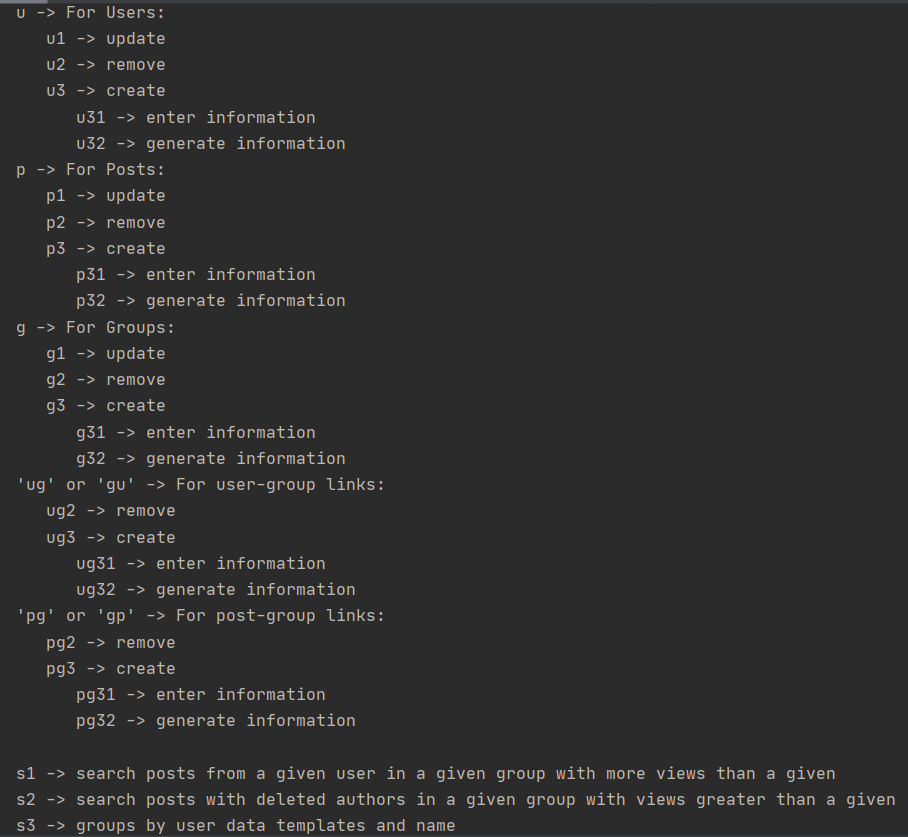 u -> For Users:
u1 -> update
u2 -> remove
u3 -> create
u31 -> enter information
u32 -> generate information
p -> For Posts:
p1 -> update
p2 -> remove
p3 -> create
p31 -> enter information
p32 -> generate information
g -> For Groups:
g1 -> update
g2 -> remove
g3 -> create
g31 -> enter information
g32 -> generate information
'ug' or 'gu' -> For user-group links:
ug2 -> remove
ug3 -> create
ug31 -> enter information
ug32 -> generate information
'pg' or 'gp' -> For post-group links:
pg2 -> remove
pg3 -> create
pg31 -> enter information
pg32 -> generate information
s1 -> search posts from a given user in a given group with more views than a given
s2 -> search posts with deleted authors in a given group with views greater than a given
s3 -> groups by user data templates and name